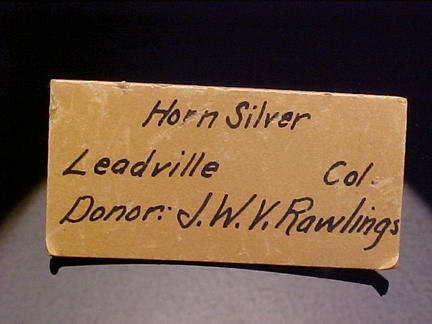 Horn Silver
Leadville Col.
Donor: J.W.V. Rawlings